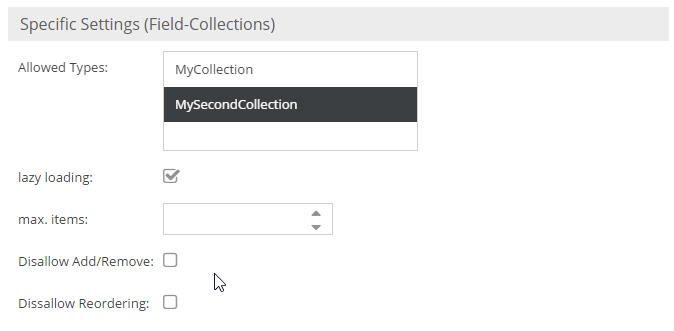 Specific Settings (Field-Collections)
Allowed Types:
MyCollection
MySecondCollection
lazy loading:
max. items:
Disallow Add/Remove:
Dissallow Reordering: